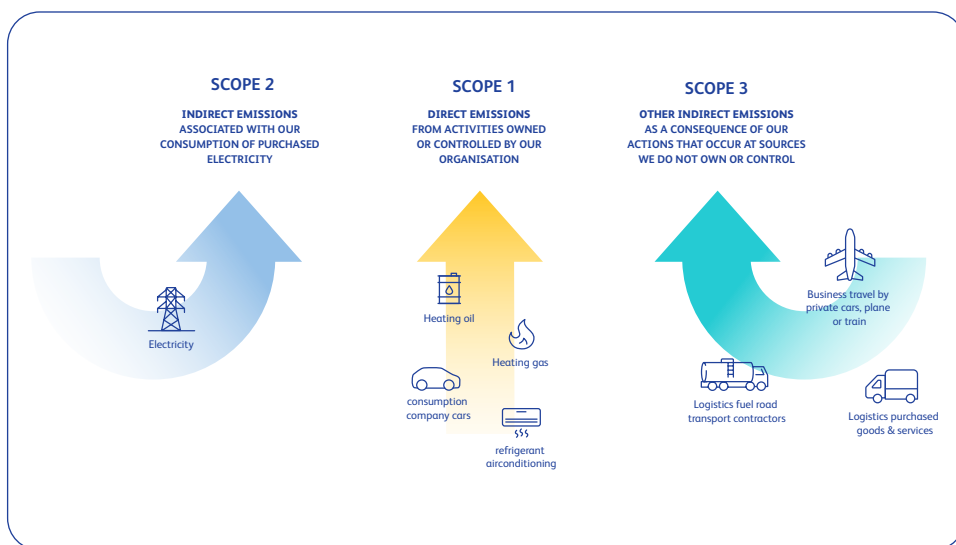 SCOPE 2
INDIRECT EMISSIONS
ASSOCIATED WITH OUR
CONSUMPTION OF PURCHASED
ELECTRICITY
Electricity
SCOPE 1
DIRECT EMISSIONS
FROM ACTIVITIES OWNED
OR CONTROLLED BY OUR
ORGANISATION
Heating oil
Heating gas
consumption
company cars
refrigerant
airconditioning
SCOPE 3
OTHER INDIRECT EMISSIONS
AS A CONSEQUENCE OF OUR
ACTIONS THAT OCCUR AT SOURCES
WE DO NOT OWN OR CONTROL
Business travel by
private cars, plane
or train
Logistics fuel road
transport contractors
Logistics purchased
goods & services